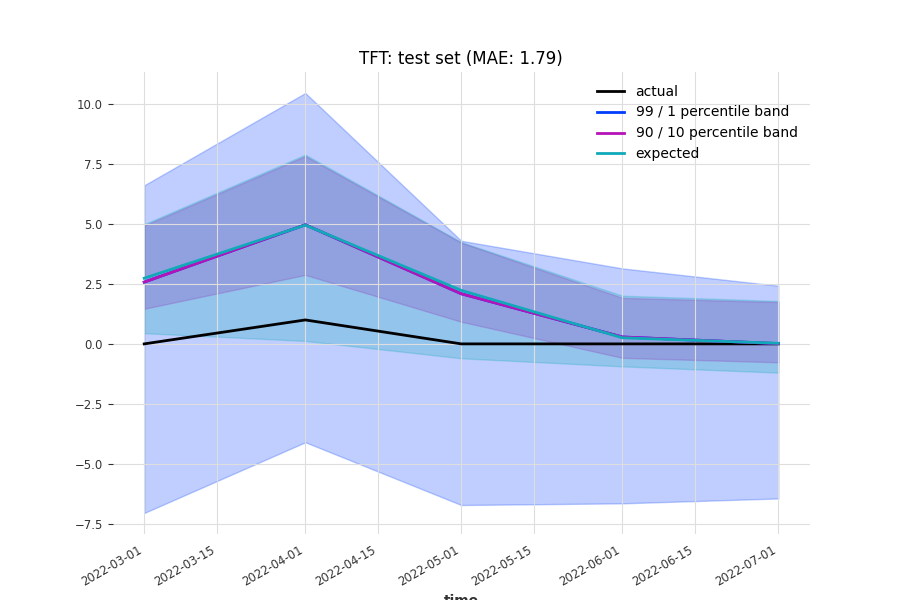 TFT: test set (MAE: 1.79)
actual
99 / 1 percentile band
90 / 10 percentile band
expected
10.0
7.5
5.0
2.5
0.0
−2.5
−5.0
−7.5
2022-03-01
2022-03-15
2022-04-01
2022-04-15
2022-05-01
2022-05-15
2022-06-01
2022-06-15
2022-07-01
time